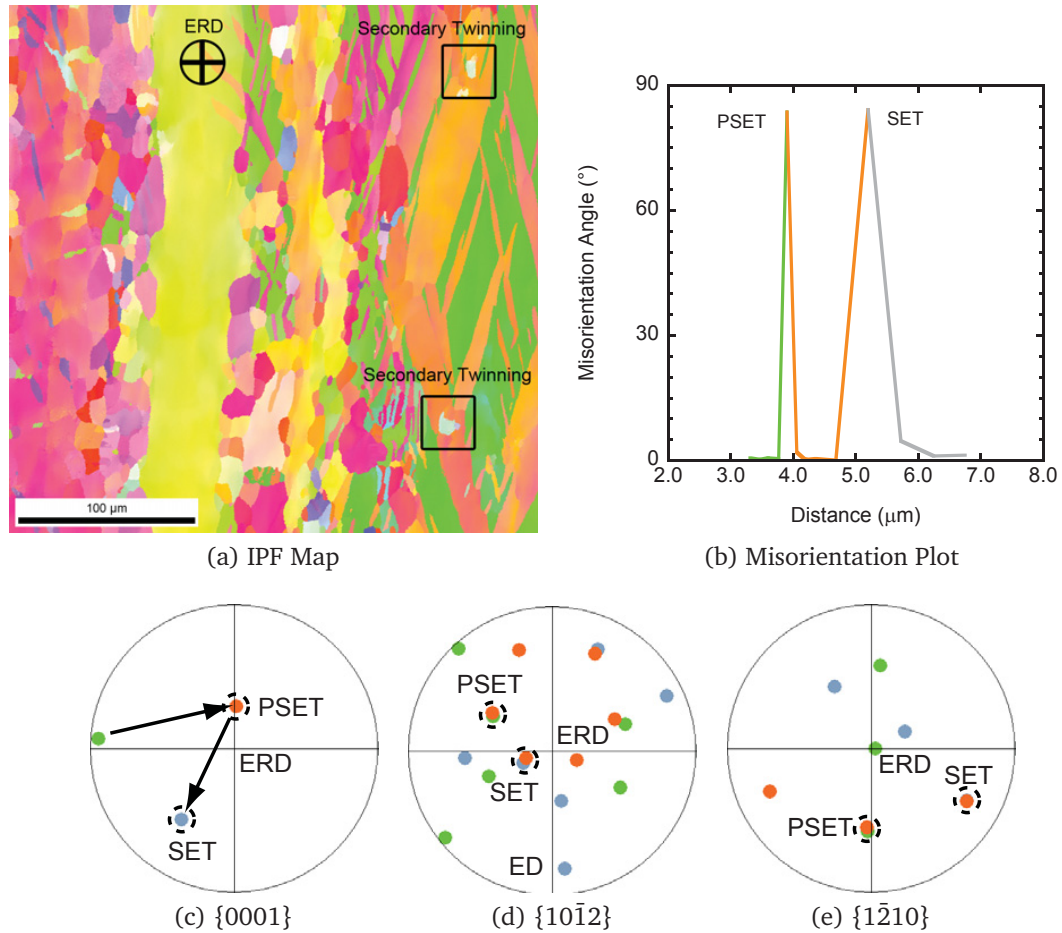 ERD
Secondary Twinning
Secondary Twinning
100 µm
(a) IPF Map
90
60
30
0
PSET
SET
Misorientation Angle (°)
2.0 3.0 4.0 5.0 6.0 7.0 8.0
Distance (µm)
(b) Misorientation Plot
PSET
ERD
SET
(c) {0001}
PSET
ERD
SET
ED
(d) {101̄2}
ERD
SET
PSET
(e) {12̄10}